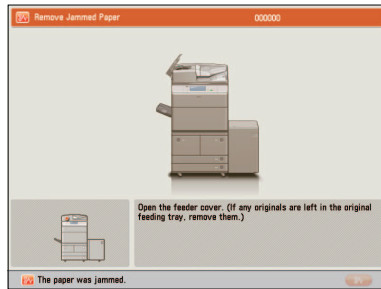 Remove Jammed Paper 000000
Open the feeder cover. (If any originals are left in the original
feeding tray, remove them.)
The paper was jammed.